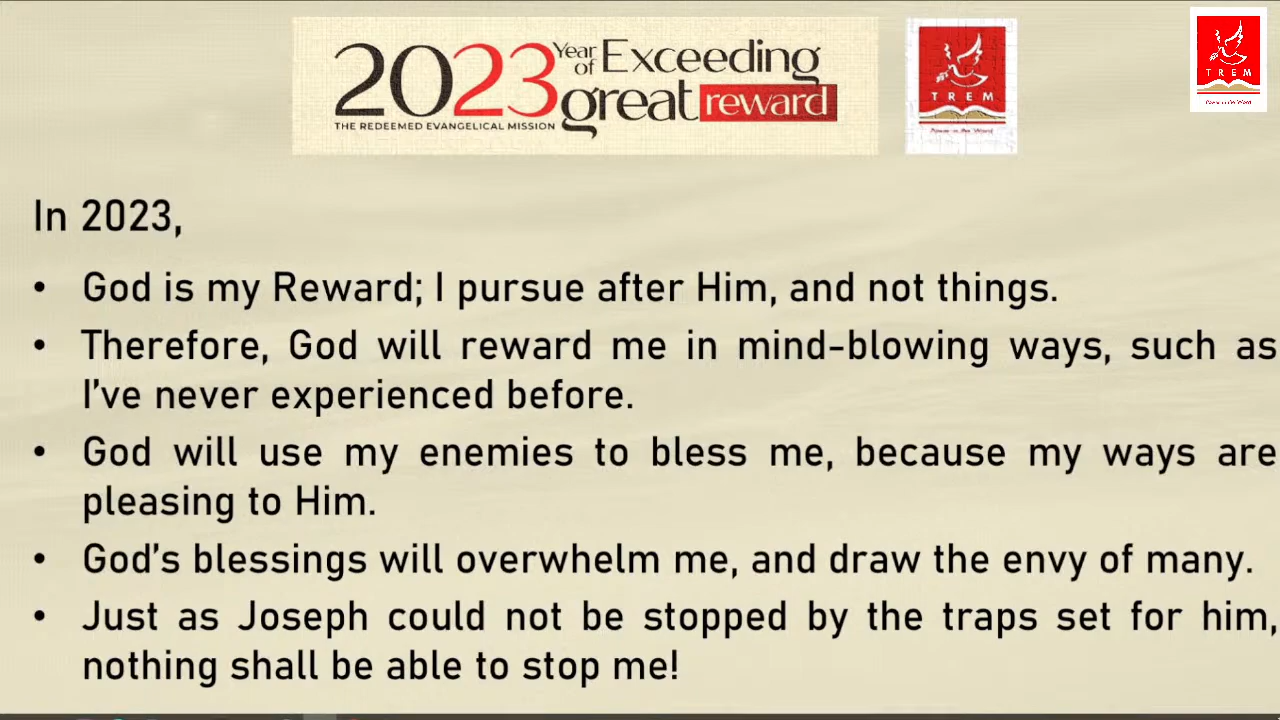 2023 Year of Exceeding great reward
THE REDEEMED EVANGELICAL MISSION
TREM
TREM
In 2023,
• God is my Reward; I pursue after Him, and not things.
• Therefore, God will reward me in mind-blowing ways, such as
I've never experienced before.
• God will use my enemies to bless me, because my ways are
pleasing to Him.
• God's blessings will overwhelm me, and draw the envy of many.
• Just as Joseph could not be stopped by the traps set for him,
nothing shall be able to stop me!